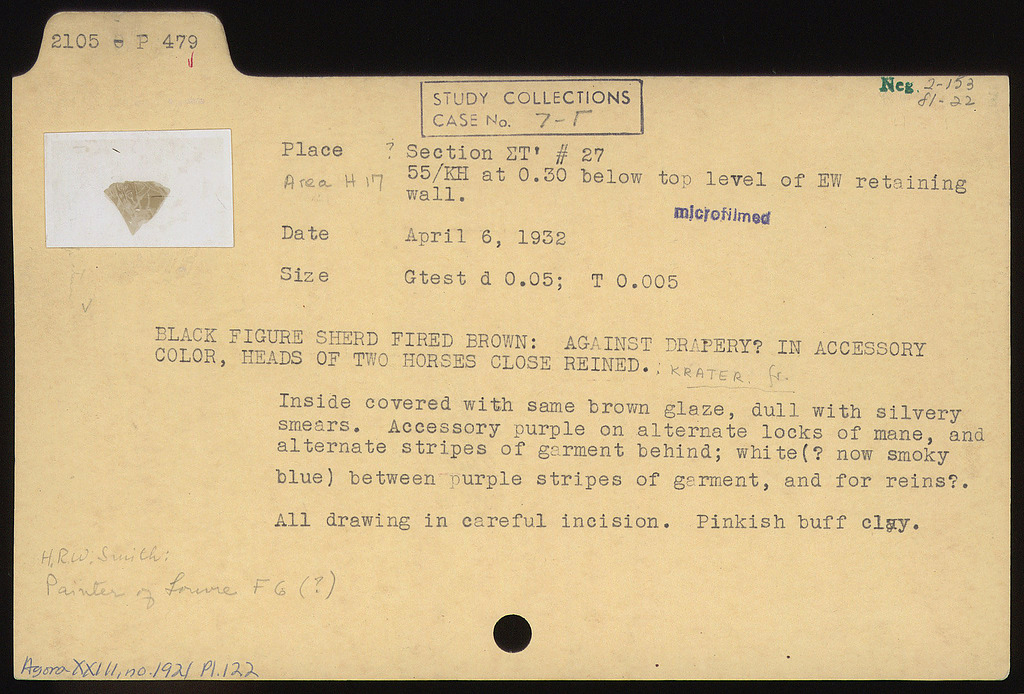 2105 P 479
Neg. 2-153
81-22
STUDY COLLECTIONS
CASE No. 7-Γ
Place ? Section ΣΤ' # 27
Area H 17 55/KH at 0.30 below top level of EW retaining
wall.
microfilmed
Date April 6, 1932
Size Gtest d 0.05; T 0.005
BLACK FIGURE SHERD FIRED BROWN: AGAINST DRAPERY? IN ACCESSORY
COLOR, HEADS OF TWO HORSES CLOSE REINED.; KRATER fr.
Inside covered with same brown glaze, dull with silvery
smears. Accessory purple on alternate locks of mane, and
alternate stripes of garment behind; white(? now smoky
blue) between purple stripes of garment, and for reins?.
All drawing in careful incision. Pinkish buff clay.
H.R.W. Smith:
Painter of Louvre F 6 (?)
Agora XXIII, no. 1921 Pl. 122